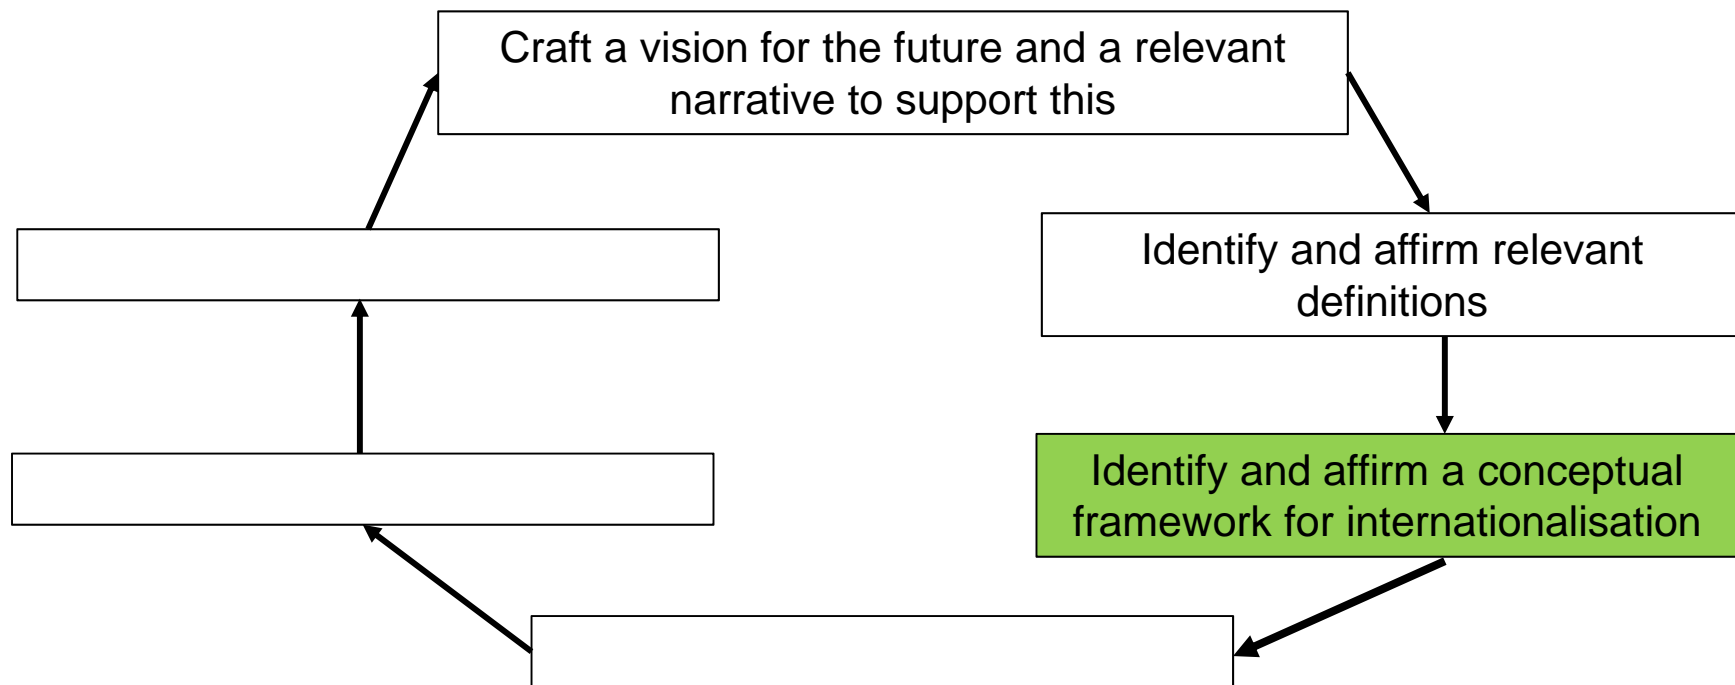 Craft a vision for the future and a relevant
narrative to support this
Identify and affirm relevant
definitions
Identify and affirm a conceptual
framework for internationalisation